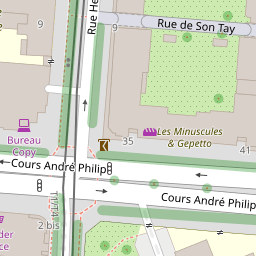 9
Rue He
Rue de Son Tay
9
Les Minuscules
& Gepetto
35
41
Bureau
Copy
Cours André Philip
Cours André Philip
2 bis